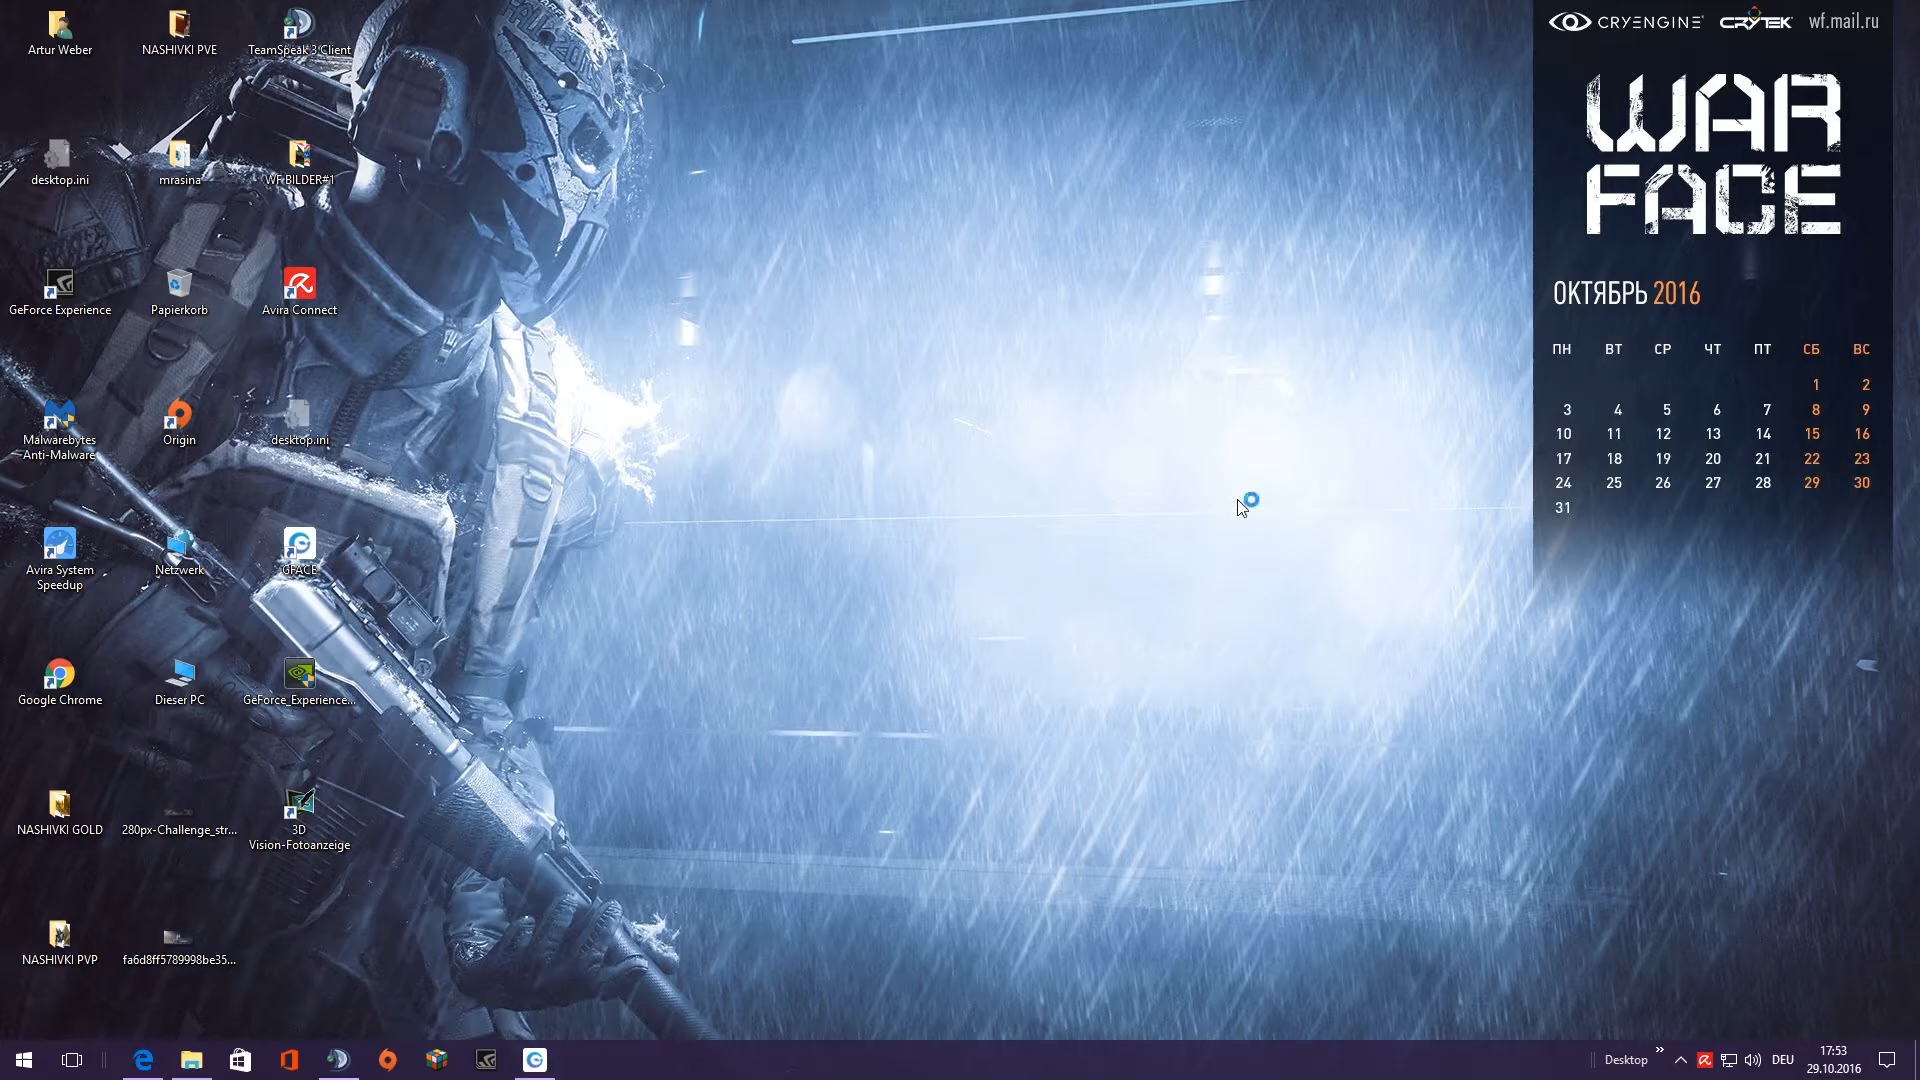 Artur Weber
NASHIVKI PVE
TeamSpeak 3 Client
desktop.ini
mrasina
WF BILDER#1
GeForce Experience
Papierkorb
Avira Connect
Malwarebytes
Anti-Malware
Origin
desktop.ini
Avira System
Speedup
Netzwerk
GFACE
Google Chrome
Dieser PC
GeForce_Experience...
NASHIVKI GOLD
280px-Challenge_str...
3D
Vision-Fotoanzeige
NASHIVKI PVP
fa6d8ff5789998be35...
CRYENGINE CRYTEK wf.mail.ru
WAR
FACE
ОКТЯБРЬ 2016
ПН ВТ СР ЧТ ПТ СБ ВС
1 2
3 4 5 6 7 8 9
10 11 12 13 14 15 16
17 18 19 20 21 22 23
24 25 26 27 28 29 30
31
Desktop » DEU
17:53
29.10.2016